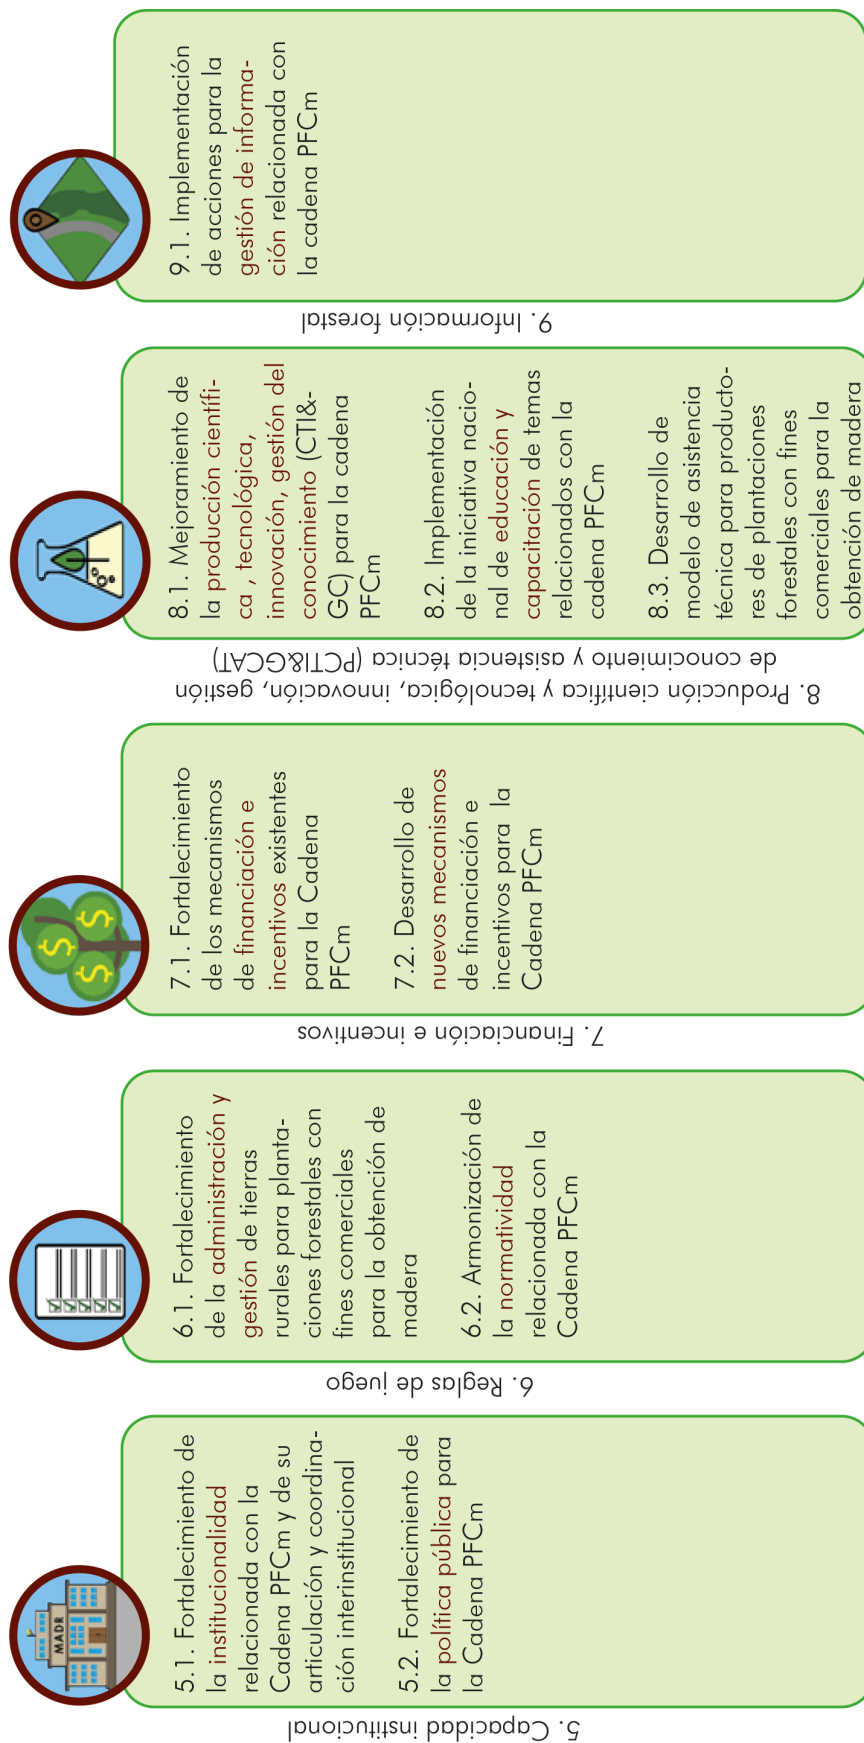 MADR
5. Capacidad institucional
5.1. Fortalecimiento de
la institucionalidad
relacionada con la
Cadena PFCm y de su
articulación y coordina-
ción interinstitucional
5.2. Fortalecimiento de
la política pública para
la Cadena PFCm
6. Reglas de juego
6.1. Fortalecimiento
de la administración y
gestión de tierras
rurales para planta-
ciones forestales con
fines comerciales
para la obtención de
madera
6.2. Armonización de
la normatividad
relacionada con la
Cadena PFCm
$ $ $
7. Financiación e incentivos
7.1. Fortalecimiento
de los mecanismos
de financiación e
incentivos existentes
para la Cadena
PFCm
7.2. Desarrollo de
nuevos mecanismos
de financiación e
incentivos para la
Cadena PFCm
8. Producción científica y tecnológica, innovación, gestión
de conocimiento y asistencia técnica (PCTI&GCAT)
8.1. Mejoramiento de
la producción científi-
ca , tecnológica,
innovación, gestión del
conocimiento (CTI&-
GC) para la cadena
PFCm
8.2. Implementación
de la iniciativa nacio-
nal de educación y
capacitación de temas
relacionados con la
cadena PFCm
8.3. Desarrollo de
modelo de asistencia
técnica para producto-
res de plantaciones
forestales con fines
comerciales para la
obtención de madera
9. Información forestal
9.1. Implementación
de acciones para la
gestión de informa-
ción relacionada con
la cadena PFCm